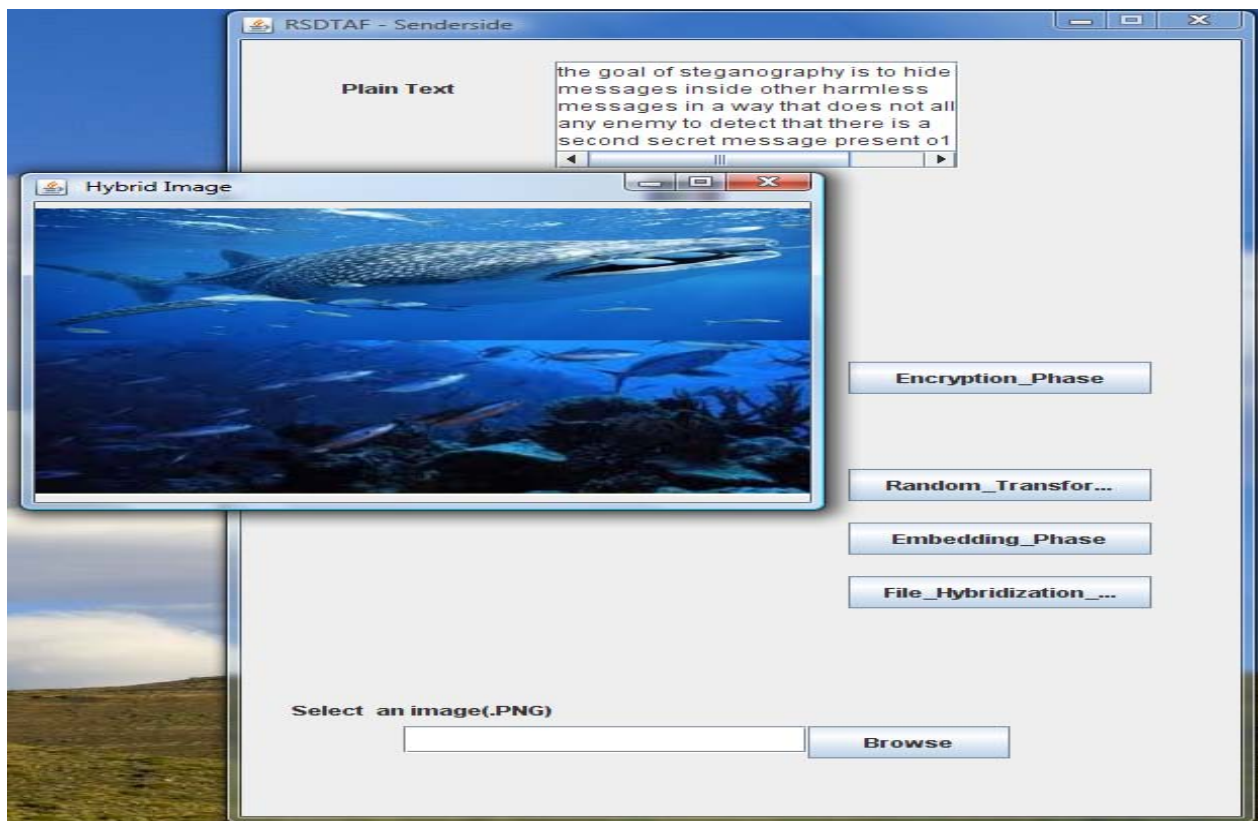 RSDTAF - Senderside
Plain Text
the goal of steganography is to hide
messages inside other harmless
messages in a way that does not all
any enemy to detect that there is a
second secret message present o1
Hybrid Image
Encryption_Phase
Random_Transfor...
Embedding_Phase
File_Hybridization_...
Select an image(.PNG)
Browse